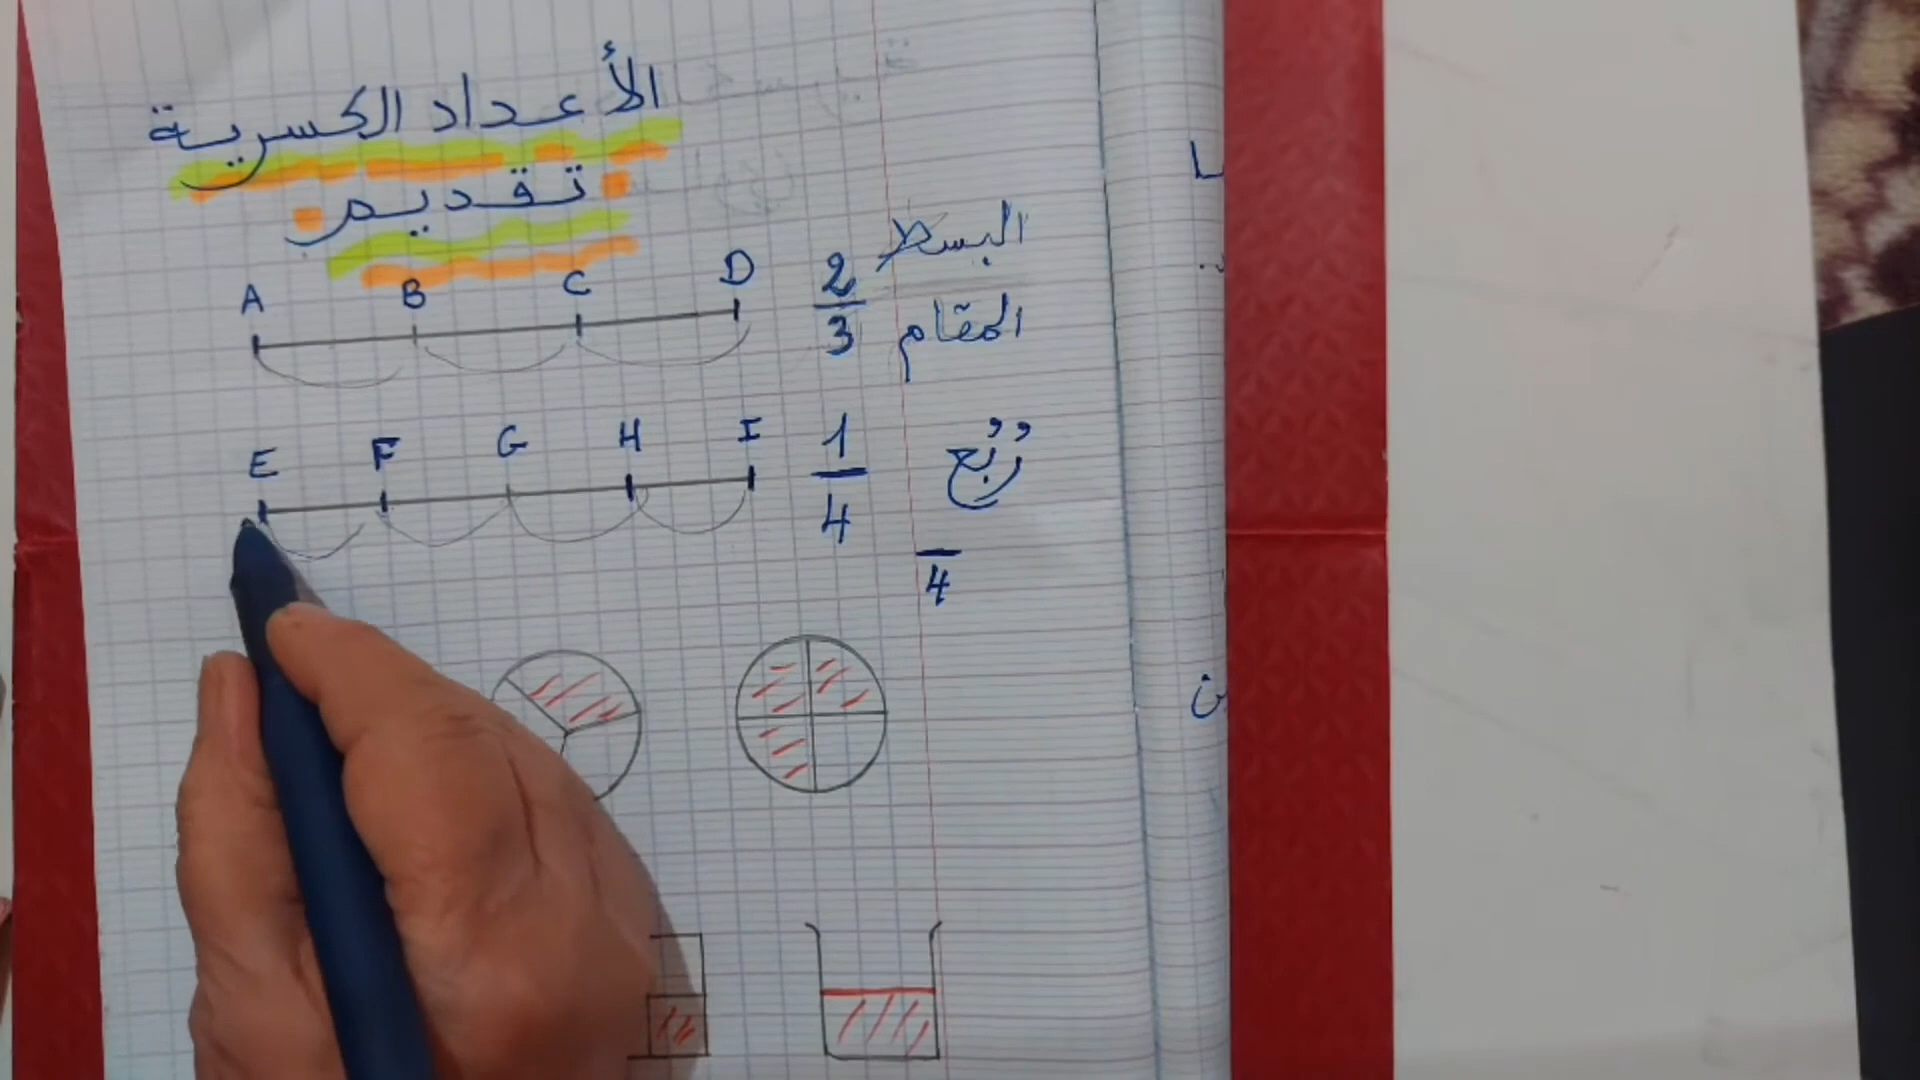 الأعداد الكسرية
تقديم
A B C D
2
3
البسط
المقام
E F G H I
1
4
رُبُع
4